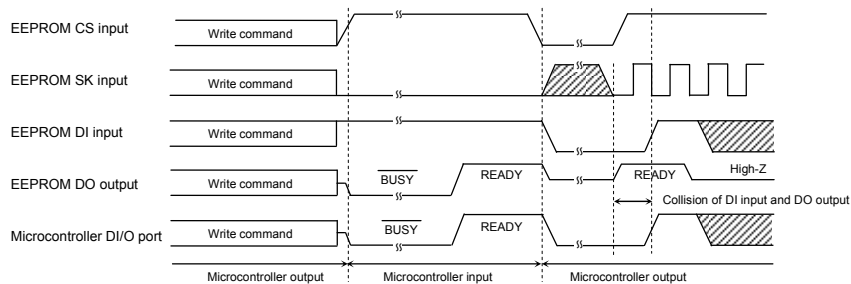 EEPROM CS input
Write command
EEPROM SK input
Write command
EEPROM DI input
Write command
EEPROM DO output
Write command
BUSY
READY
READY
High-Z
Collision of DI input and DO output
Microcontroller DI/O port
Write command
BUSY
READY
Microcontroller output
Microcontroller input
Microcontroller output